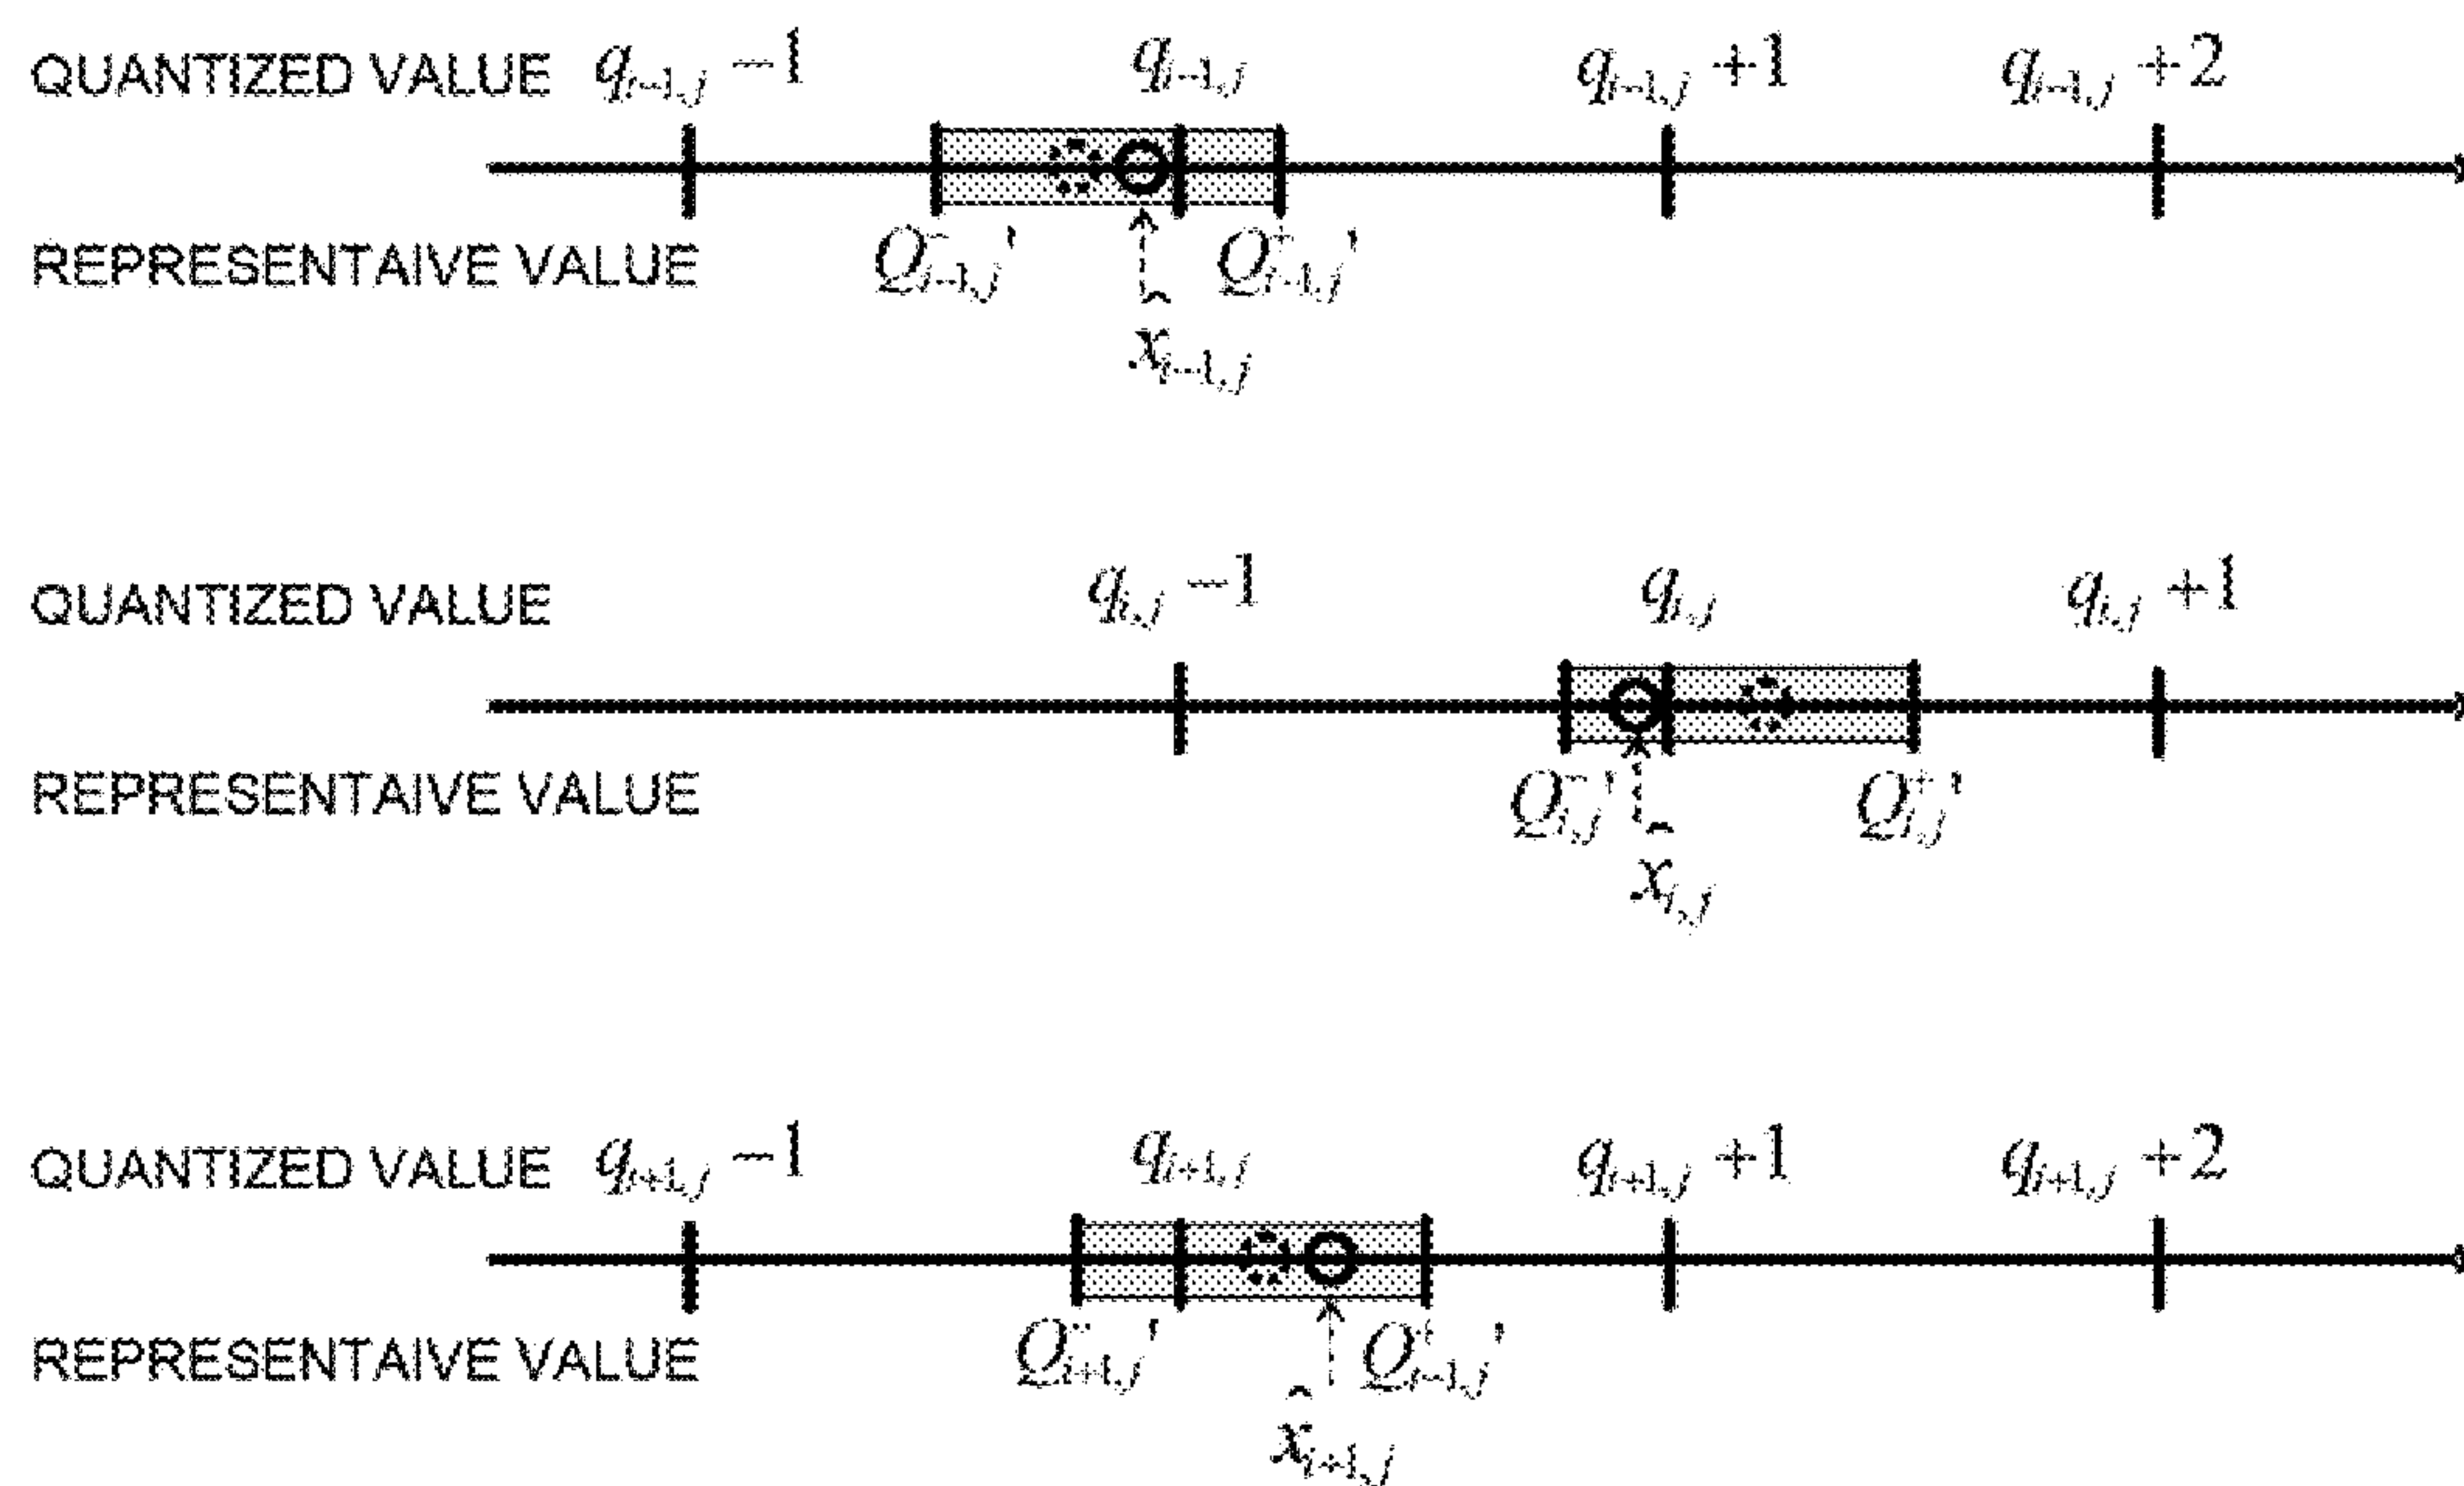 QUANTIZED VALUE q_{i-1,j} −1 q_{i-1,j} q_{i-1,j} +1 q_{i-1,j} +2
REPRESENTAIVE VALUE Q^-_{i-1,j}' Q^+_{i-1,j}'
x̂_{i-1,j}
QUANTIZED VALUE q_{i,j} −1 q_{i,j} q_{i,j} +1
REPRESENTAIVE VALUE Q^-_{i,j}' Q^+_{i,j}'
x̂_{i,j}
QUANTIZED VALUE q_{i+1,j} −1 q_{i+1,j} q_{i+1,j} +1 q_{i+1,j} +2
REPRESENTAIVE VALUE Q^-_{i+1,j}' Q^+_{i-1,j}'
x̂_{i+1,j}